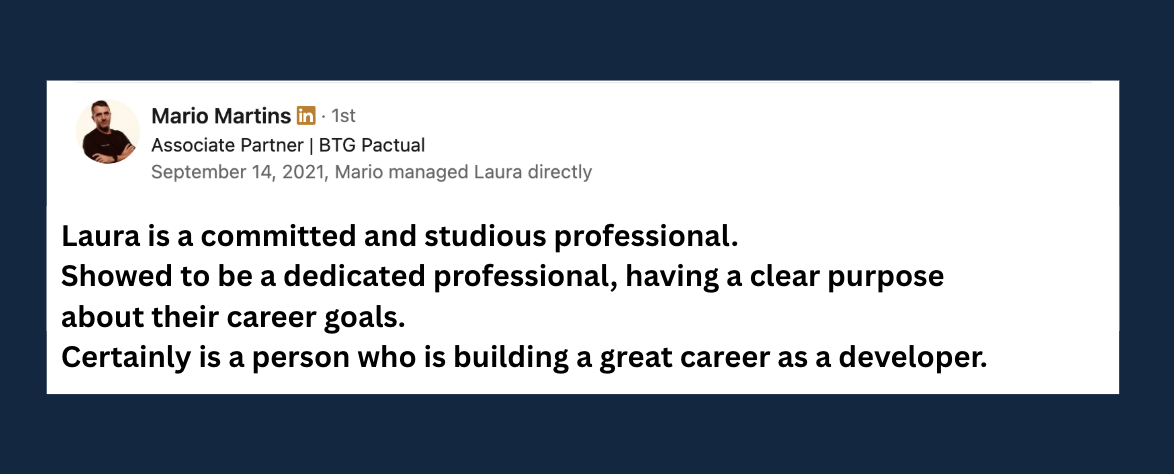 Mario Martins in · 1st
Associate Partner | BTG Pactual
September 14, 2021, Mario managed Laura directly
Laura is a committed and studious professional.
Showed to be a dedicated professional, having a clear purpose
about their career goals.
Certainly is a person who is building a great career as a developer.